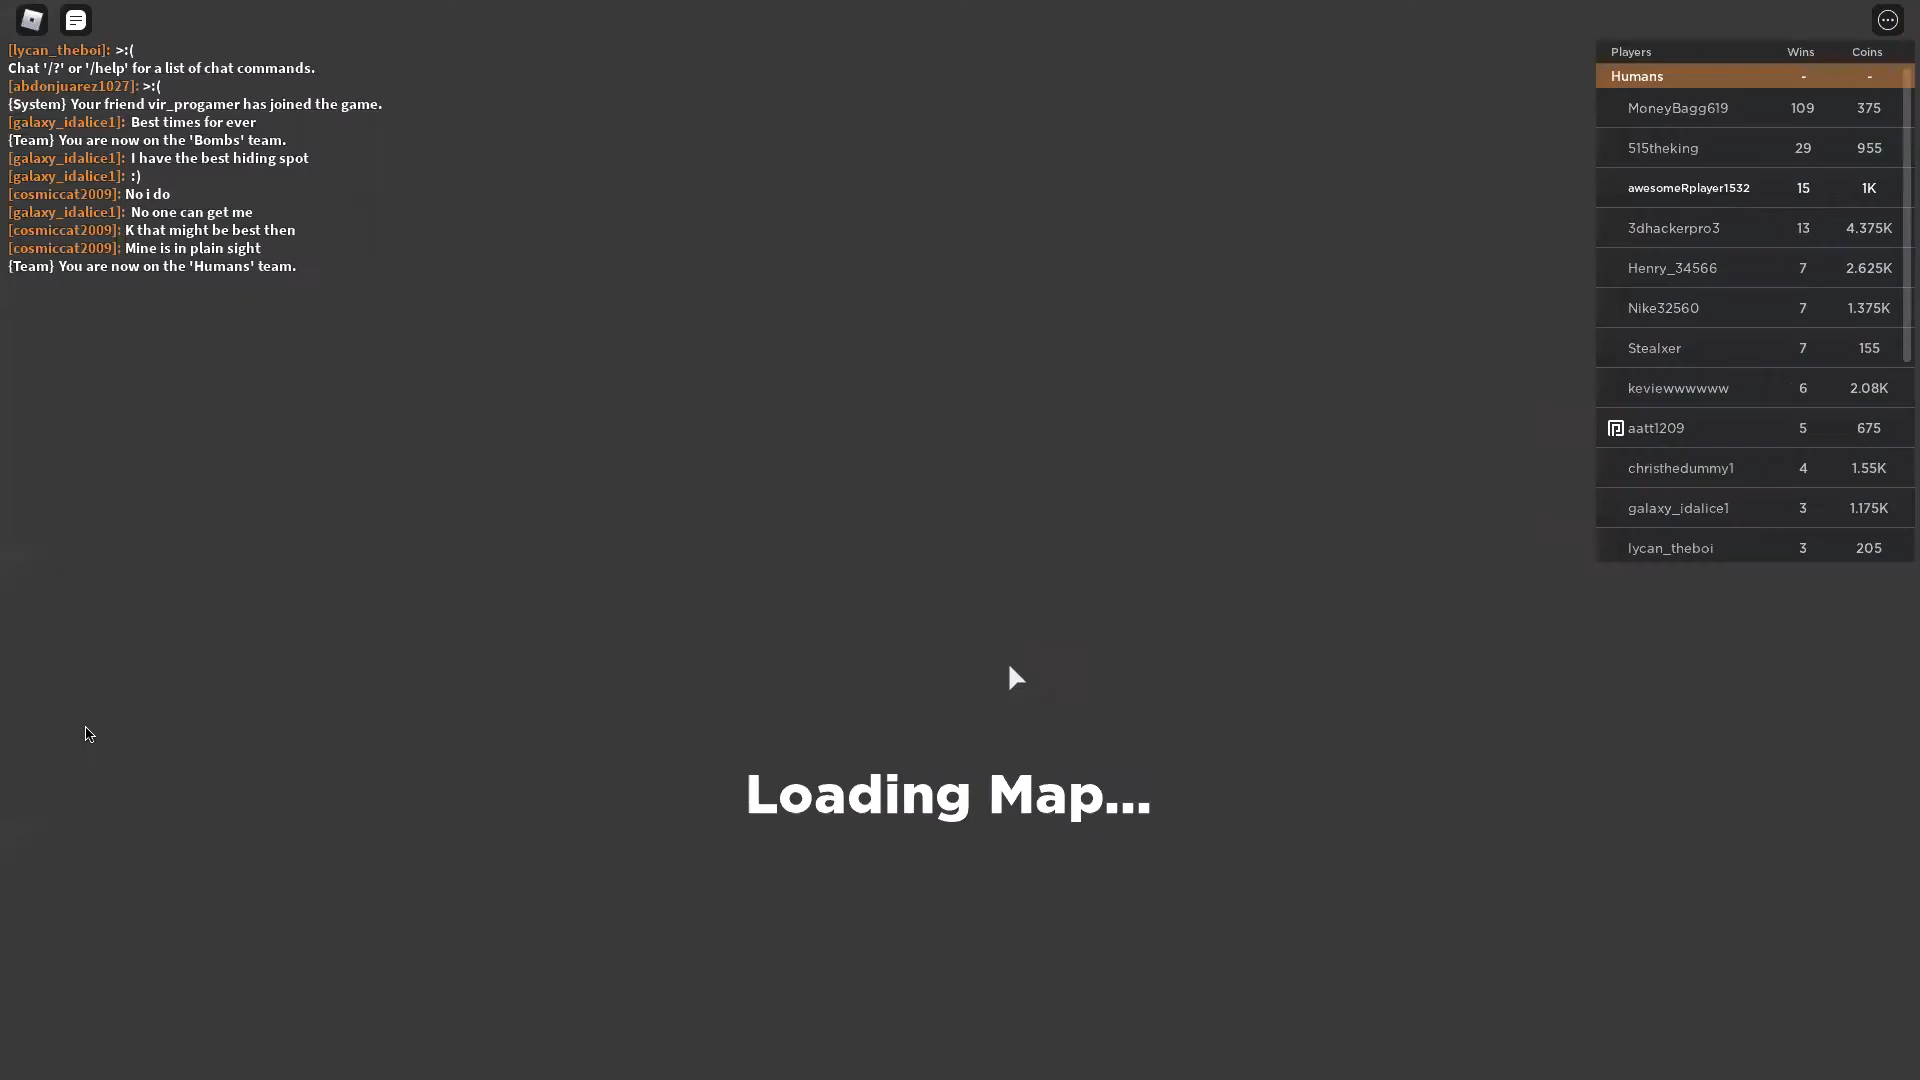 [lycan_theboi]: >:(
Chat '/?' or '/help' for a list of chat commands.
[abdonjuarez1027]: >:(
{System} Your friend vir_progamer has joined the game.
[galaxy_idalice1]: Best times for ever
{Team} You are now on the 'Bombs' team.
[galaxy_idalice1]: I have the best hiding spot
[galaxy_idalice1]: :)
[cosmiccat2009]: No i do
[galaxy_idalice1]: No one can get me
[cosmiccat2009]: K that might be best then
[cosmiccat2009]: Mine is in plain sight
{Team} You are now on the 'Humans' team.
Players Wins Coins
Humans - -
MoneyBagg619 109 375
515theking 29 955
awesomeRplayer1532 15 1K
3dhackerpro3 13 4.375K
Henry_34566 7 2.625K
Nike32560 7 1.375K
Stealxer 7 155
keviewwwwww 6 2.08K
aatt1209 5 675
christhedummy1 4 1.55K
galaxy_idalice1 3 1.175K
lycan_theboi 3 205
Loading Map...